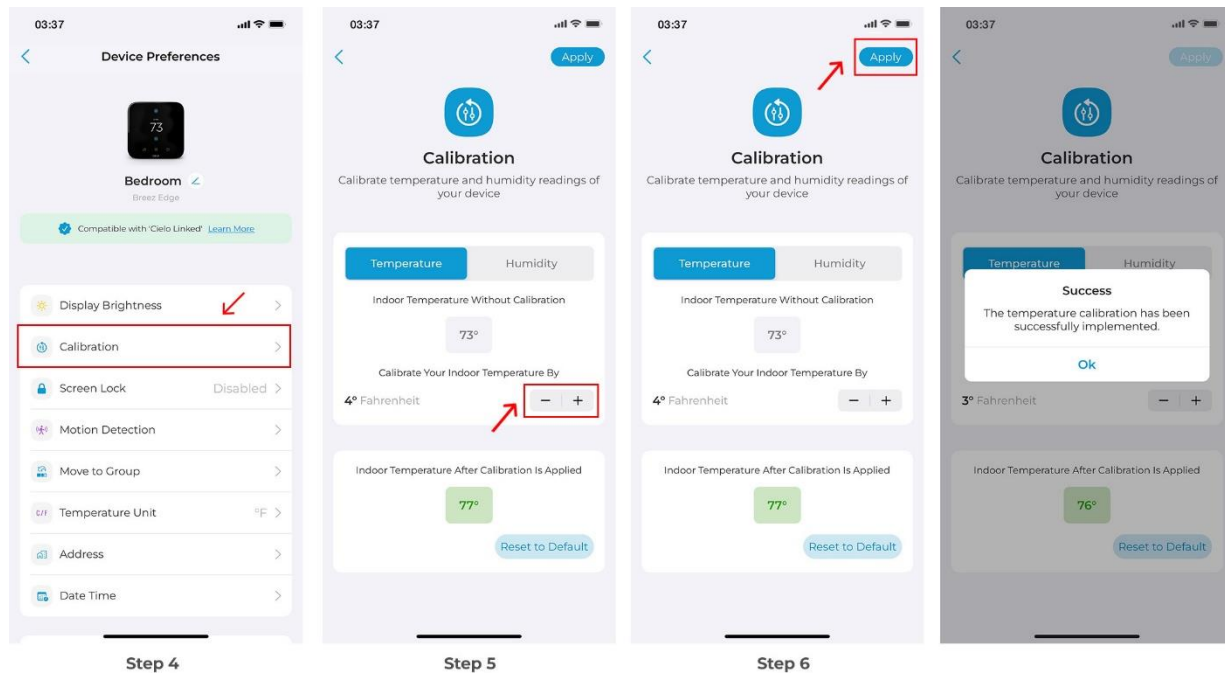 03:37
Device Preferences
73
Bedroom
Breez Edge
Compatible with 'Cielo Linked' Learn More
Display Brightness
Calibration
Screen Lock Disabled
Motion Detection
Move to Group
C/F Temperature Unit °F
Address
Date Time
Step 4
03:37
Apply
Calibration
Calibrate temperature and humidity readings of
your device
Temperature Humidity
Indoor Temperature Without Calibration
73°
Calibrate Your Indoor Temperature By
4° Fahrenheit − +
Indoor Temperature After Calibration Is Applied
77°
Reset to Default
Step 5
03:37
Apply
Calibration
Calibrate temperature and humidity readings of
your device
Temperature Humidity
Indoor Temperature Without Calibration
73°
Calibrate Your Indoor Temperature By
4° Fahrenheit − +
Indoor Temperature After Calibration Is Applied
77°
Reset to Default
Step 6
03:37
Apply
Calibration
Calibrate temperature and humidity readings of
your device
Temperature Humidity
Success
The temperature calibration has been
successfully implemented.
Ok
3° Fahrenheit − +
Indoor Temperature After Calibration Is Applied
76°
Reset to Default